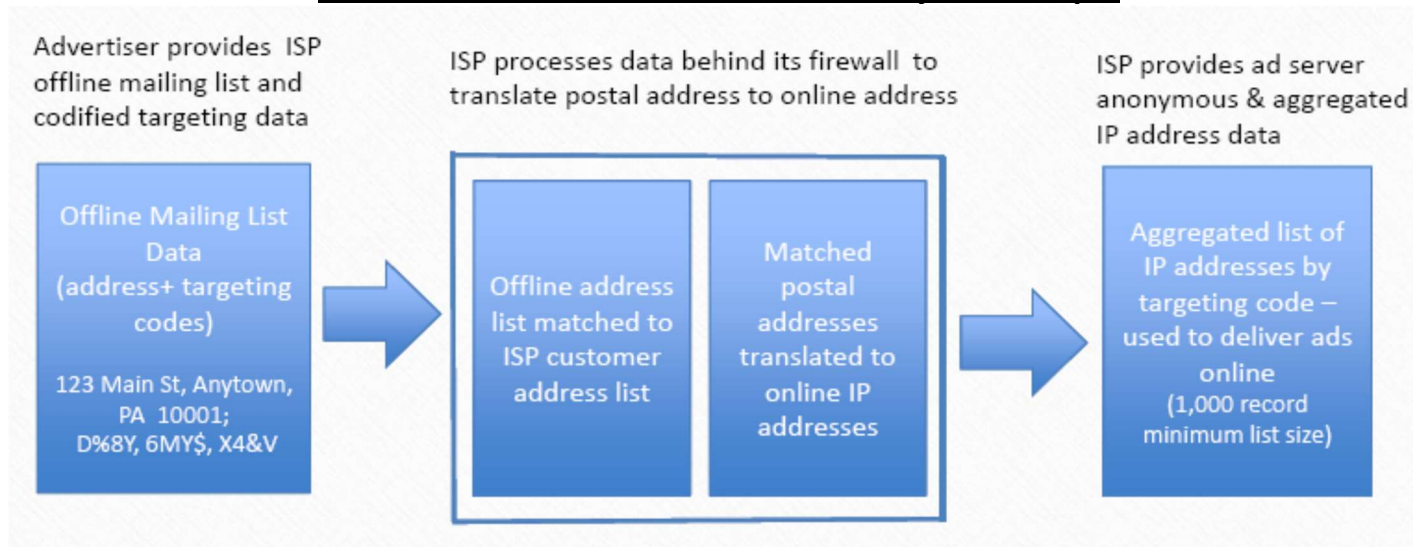 Advertiser provides ISP
offline mailing list and
codified targeting data
Offline Mailing List
Data
(address+ targeting
codes)
123 Main St, Anytown,
PA 10001;
D%8Y, 6MY$, X4&V
ISP processes data behind its firewall to
translate postal address to online address
Offline address
list matched to
ISP customer
address list
Matched
postal
addresses
translated to
online IP
addresses
ISP provides ad server
anonymous & aggregated
IP address data
Aggregated list of
IP addresses by
targeting code –
used to deliver ads
online
(1,000 record
minimum list size)